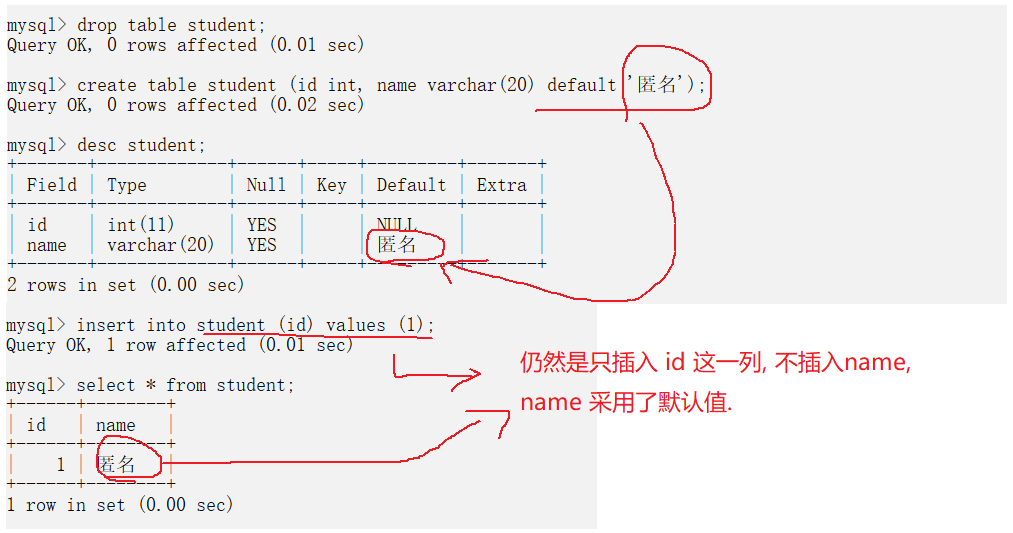 mysql> drop table student;
Query OK, 0 rows affected (0.01 sec)
mysql> create table student (id int, name varchar(20) default '匿名');
Query OK, 0 rows affected (0.02 sec)
mysql> desc student;
+-------+-------------+------+-----+---------+-------+
| Field | Type | Null | Key | Default | Extra |
+-------+-------------+------+-----+---------+-------+
| id | int(11) | YES | | NULL | |
| name | varchar(20) | YES | | 匿名 | |
+-------+-------------+------+-----+---------+-------+
2 rows in set (0.00 sec)
mysql> insert into student (id) values (1);
Query OK, 1 row affected (0.01 sec)
仍然是只插入 id 这一列, 不插入name,
name 采用了默认值.
mysql> select * from student;
+------+--------+
| id | name |
+------+--------+
| 1 | 匿名 |
+------+--------+
1 row in set (0.00 sec)